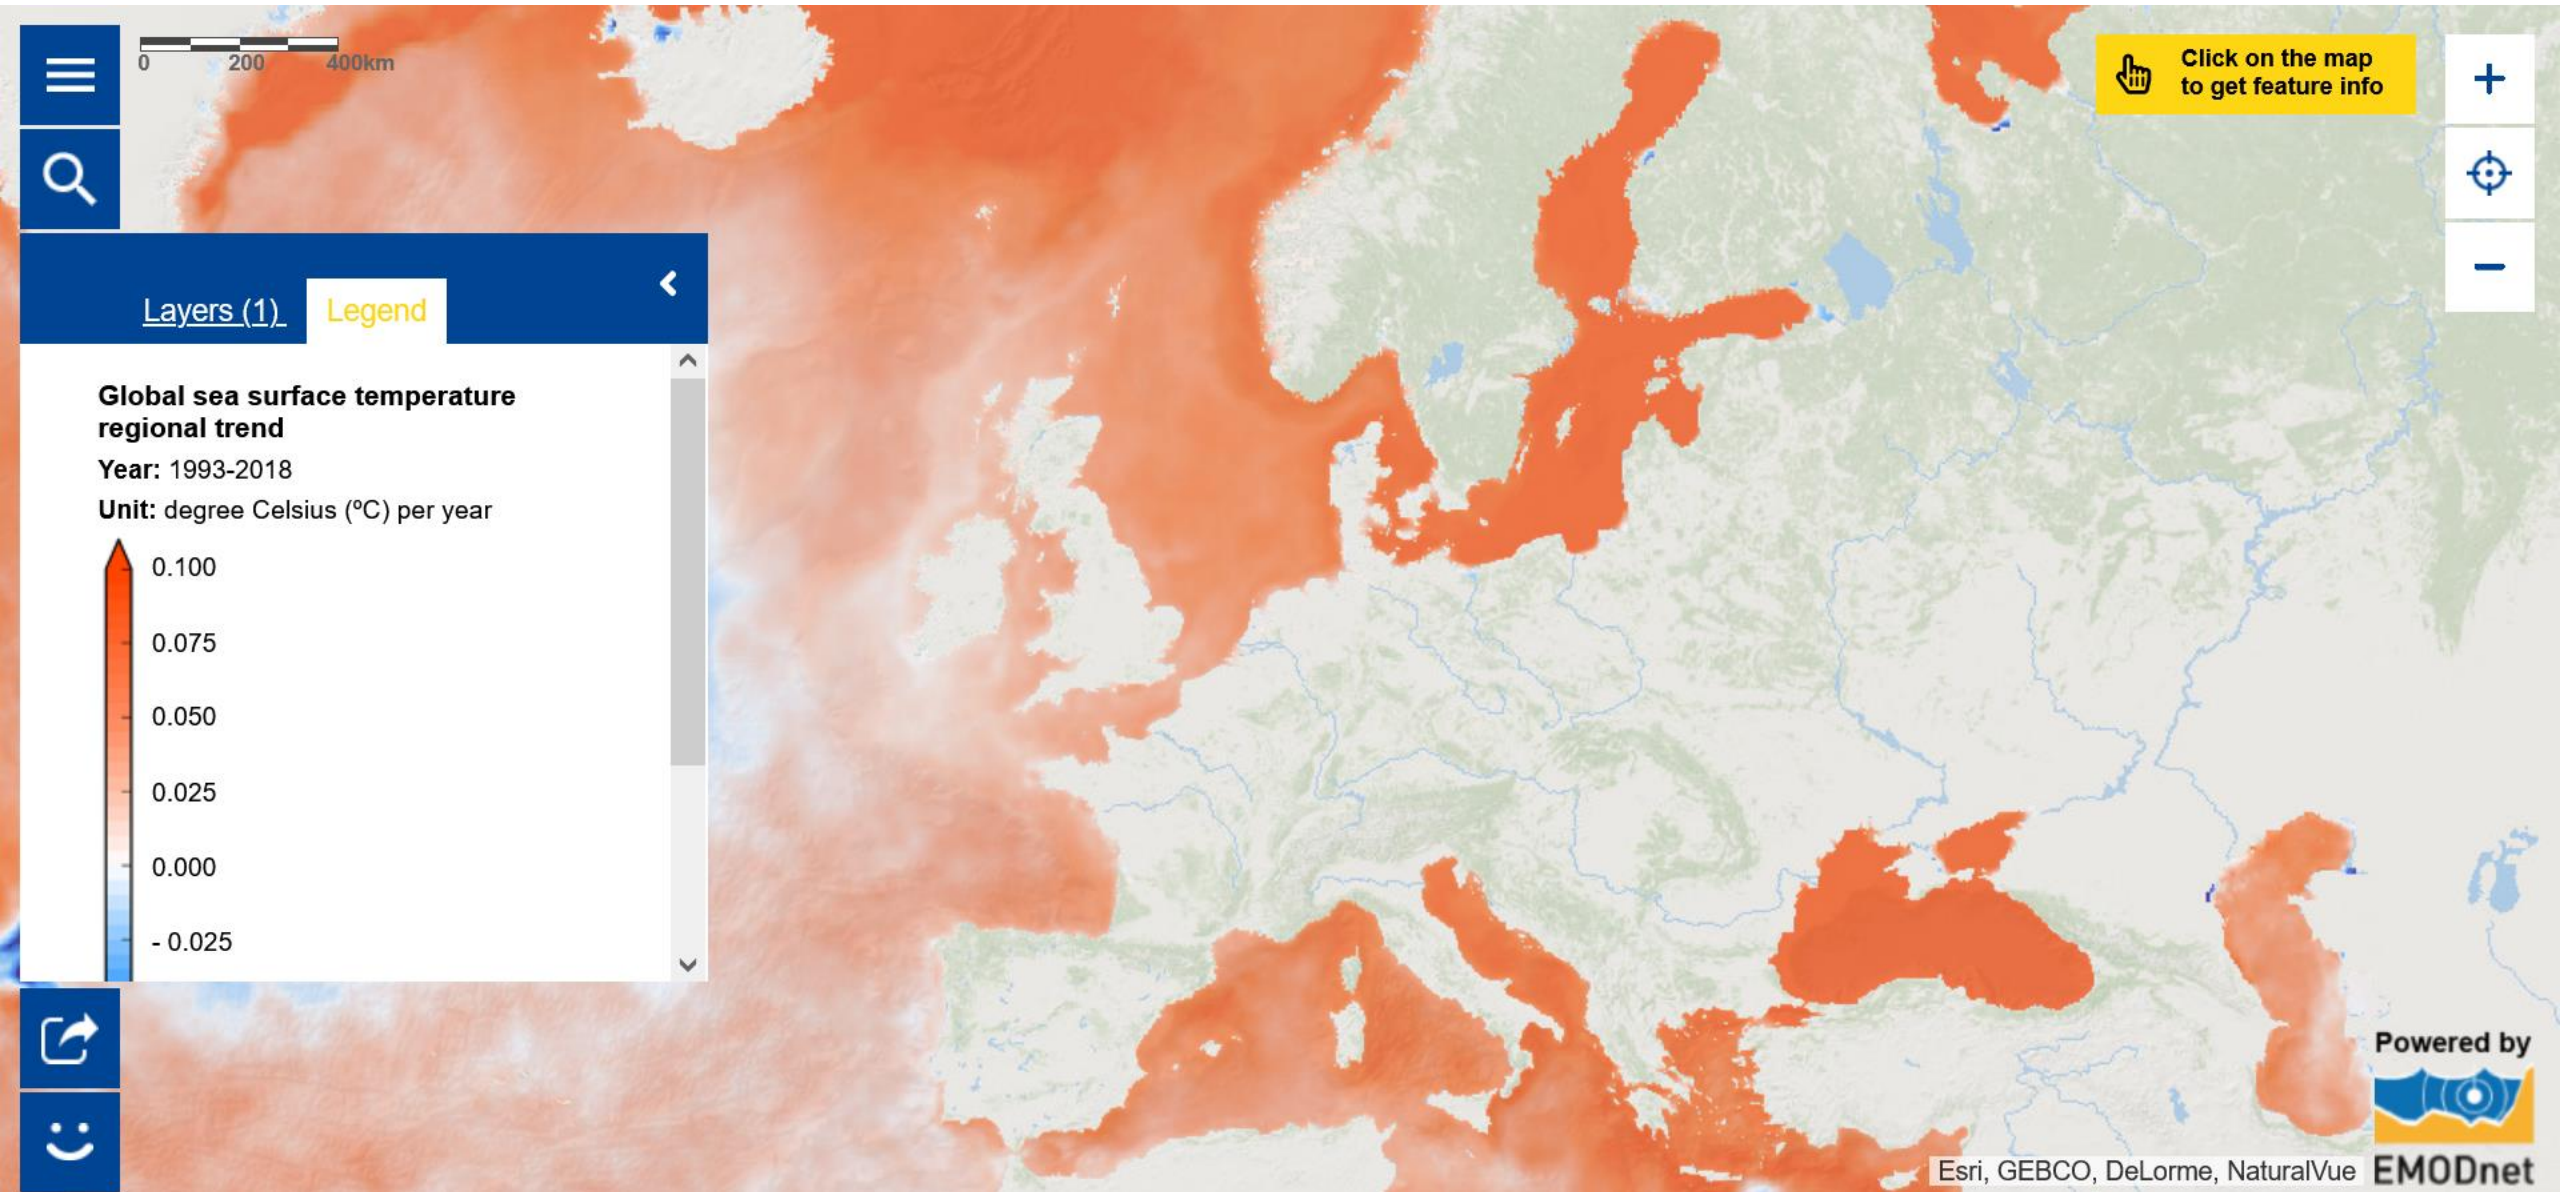 0 200 400km
Click on the map
to get feature info
+
−
Layers (1) Legend
Global sea surface temperature
regional trend
Year: 1993-2018
Unit: degree Celsius (ºC) per year
0.100
0.075
0.050
0.025
0.000
- 0.025
Powered by
EMODnet
Esri, GEBCO, DeLorme, NaturalVue